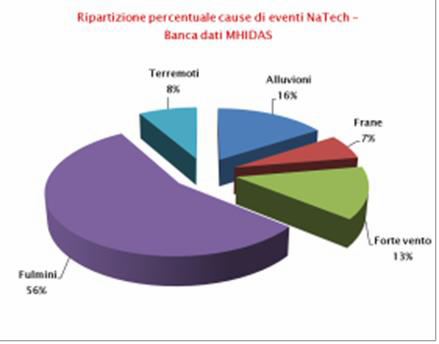 Ripartizione percentuale cause di eventi NaTech –
Banca dati MHIDAS
Terremoti
8%
Alluvioni
16%
Frane
7%
Forte vento
13%
Fulmini
56%